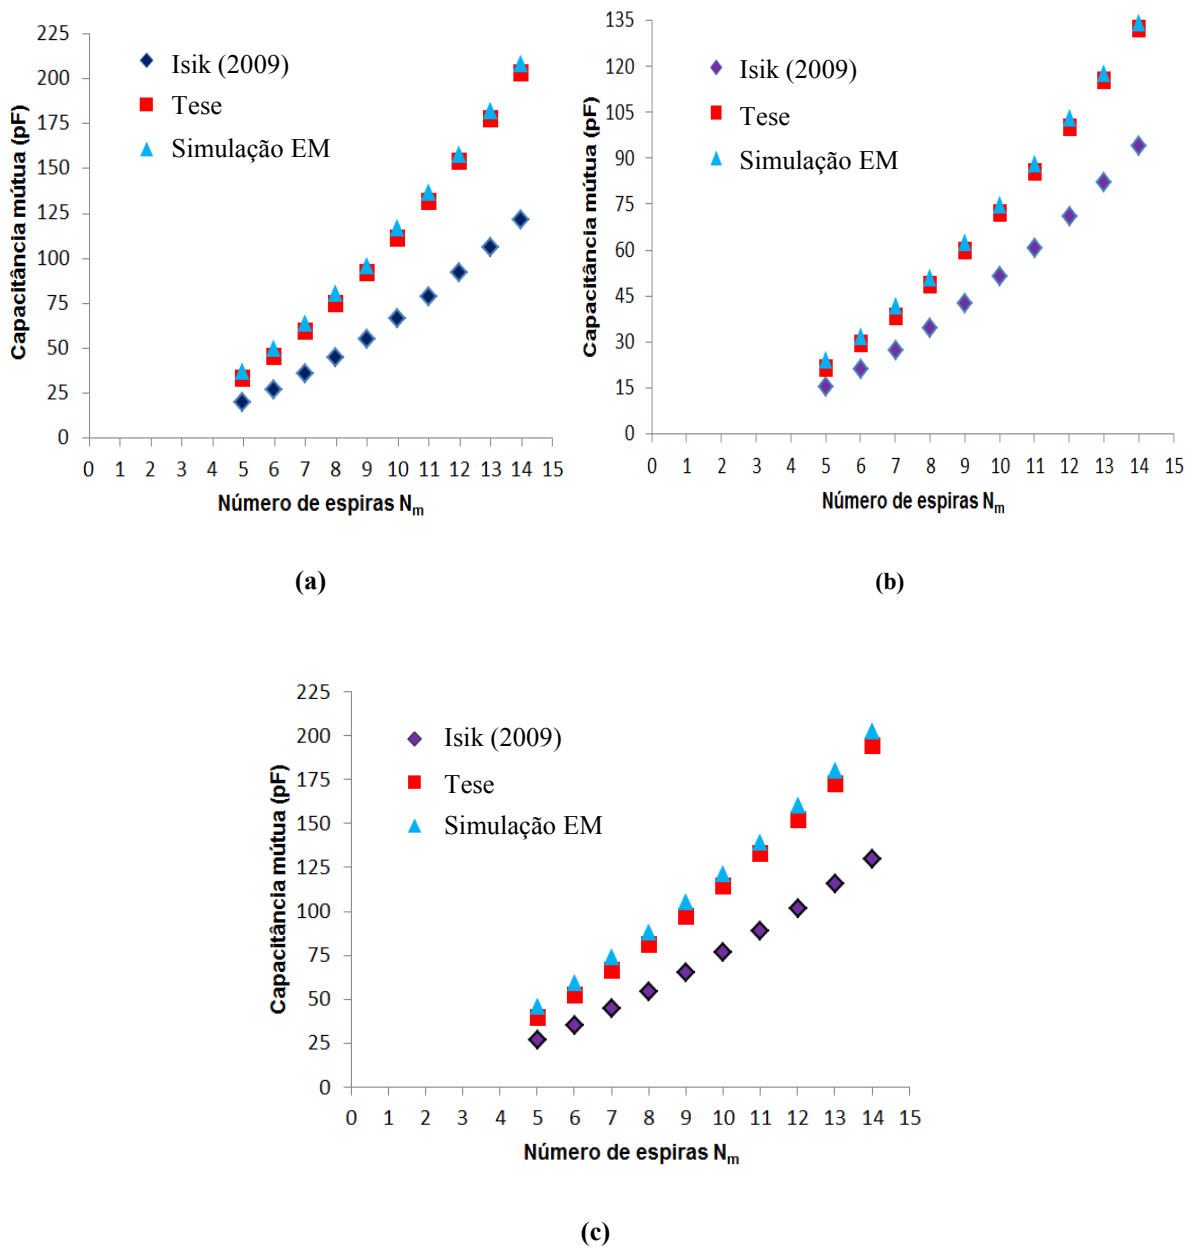 Capacitância mútua (pF)
225
200
175
150
125
100
75
50
25
0
Isik (2009)
Tese
Simulação EM
0 1 2 3 4 5 6 7 8 9 10 11 12 13 14 15
Número de espiras Nm
(a)
Capacitância mútua (pF)
135
120
105
90
75
60
45
30
15
0
Isik (2009)
Tese
Simulação EM
0 1 2 3 4 5 6 7 8 9 10 11 12 13 14 15
Número de espiras Nm
(b)
Capacitância mútua (pF)
225
200
175
150
125
100
75
50
25
0
Isik (2009)
Tese
Simulação EM
0 1 2 3 4 5 6 7 8 9 10 11 12 13 14 15
Número de espiras Nm
(c)